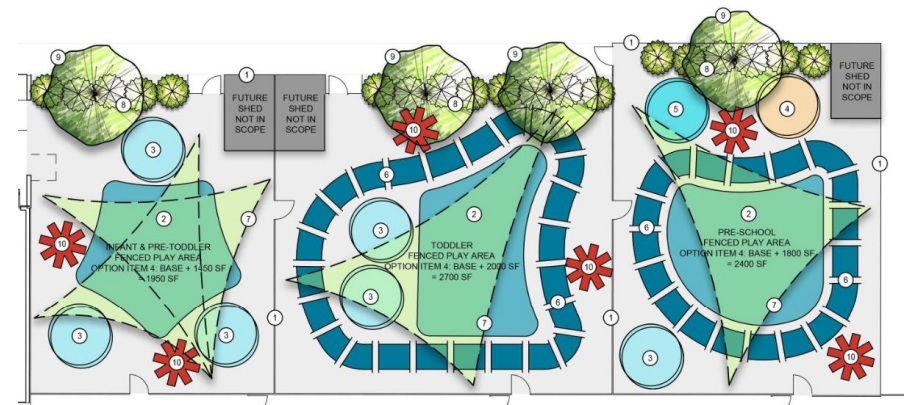 9
9
9
9
1
1
8
8
8
FUTURE
SHED
NOT IN
SCOPE
FUTURE
SHED
NOT IN
SCOPE
FUTURE
SHED
NOT IN
SCOPE
5
4
10
10
3
1
6
2
7
3
2
2
10
INFANT & PRE-TODDLER
FENCED PLAY AREA
OPTION ITEM 4: BASE + 1450 SF
= 1950 SF
TODDLER
FENCED PLAY AREA
OPTION ITEM 4: BASE + 2000 SF
= 2700 SF
10
6
PRE-SCHOOL
FENCED PLAY AREA
OPTION ITEM 4: BASE + 1800 SF
= 2400 SF
6
3
6
1
7
1
7
3
3
10
3
10